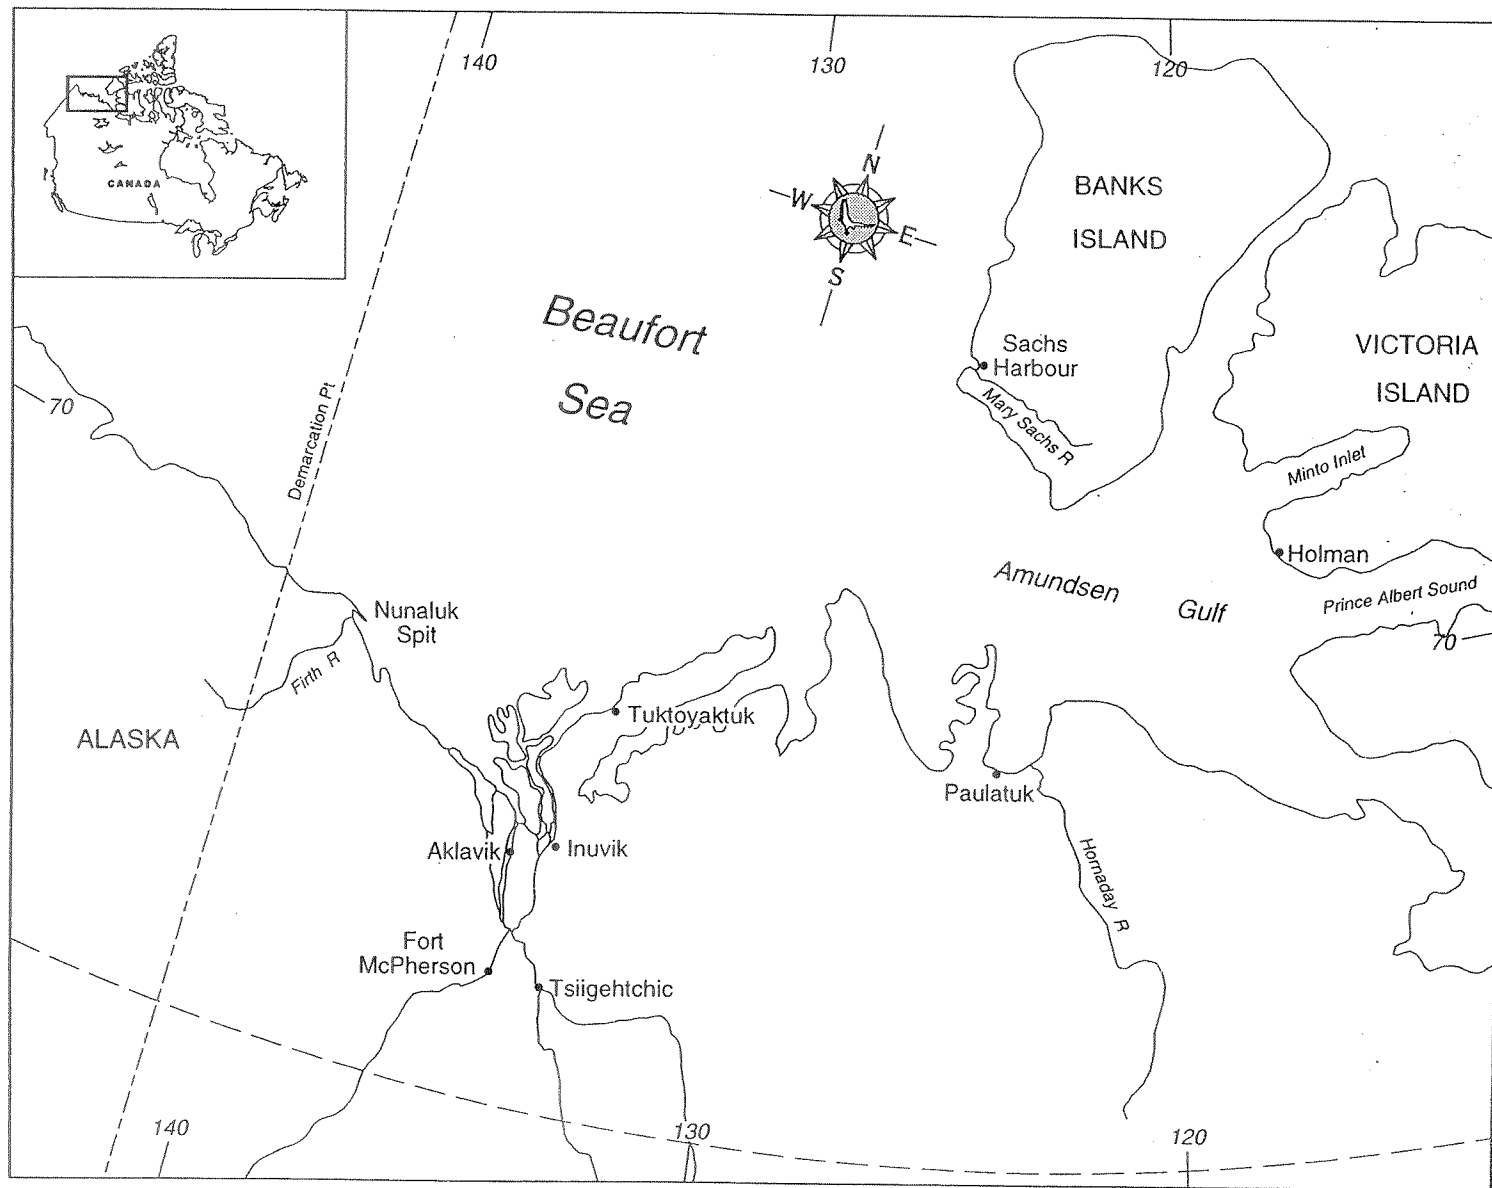 140
130
120
CANADA
N
W
E
S
BANKS
ISLAND
Beaufort
Sea
Sachs
Harbour
Mary Sachs R
VICTORIA
ISLAND
70
Demarcation Pt
Minto Inlet
Holman
Amundsen
Gulf
Prince Albert Sound
70
Nunaluk
Spit
Firth R
ALASKA
Tuktoyaktuk
Paulatuk
Aklavik
Inuvik
Hornaday R
Fort
McPherson
Tsiigehtchic
140
130
120